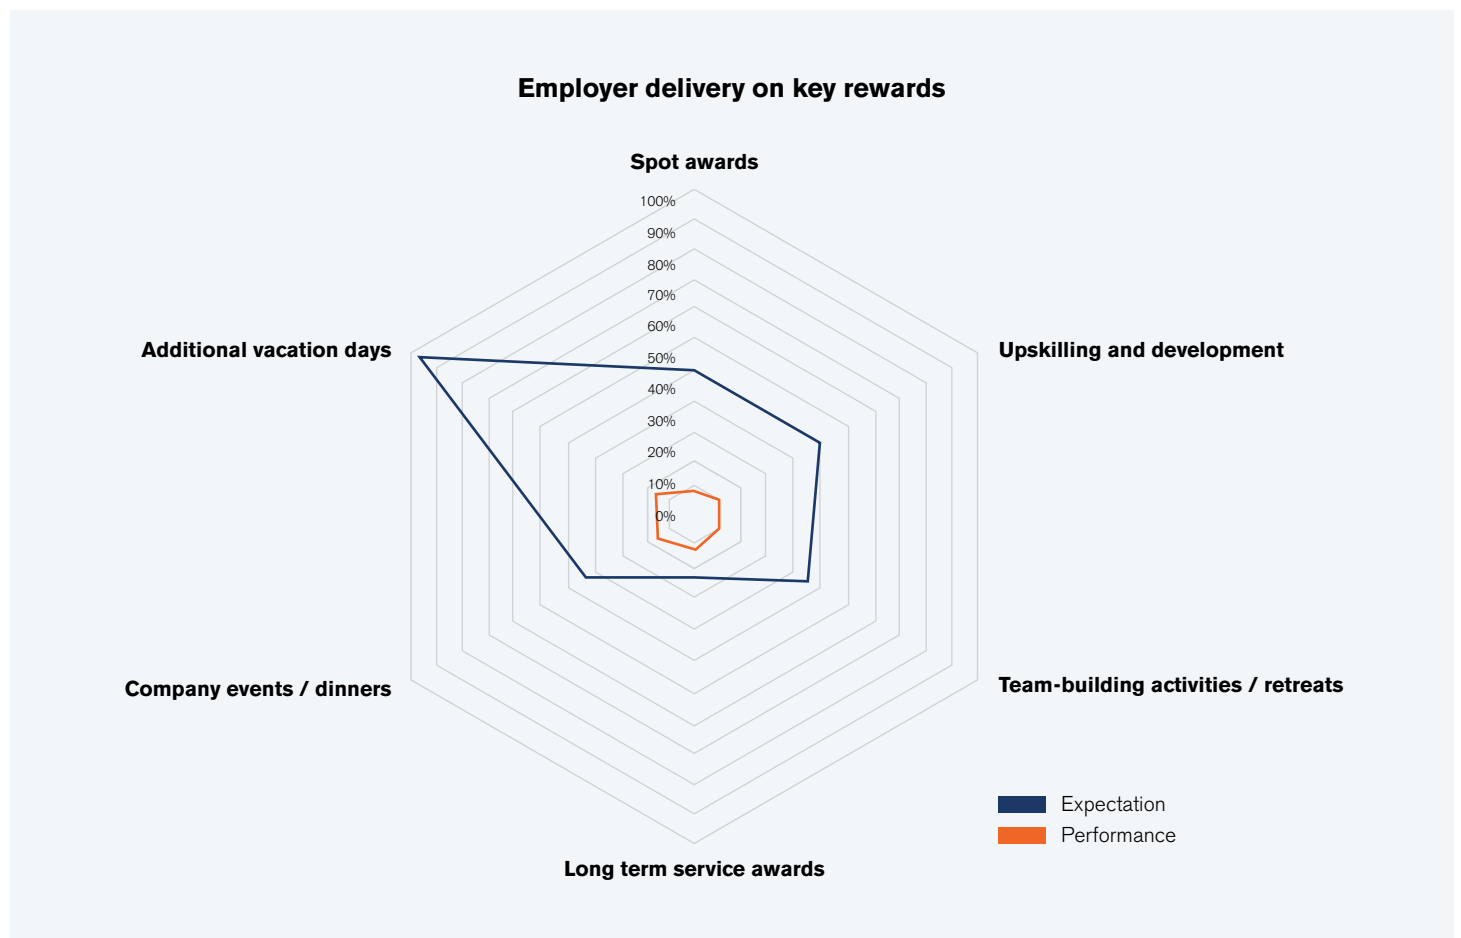 Employer delivery on key rewards
Spot awards
100%
90%
80%
70%
60%
50%
40%
30%
20%
10%
0%
Additional vacation days
Upskilling and development
Company events / dinners
Team-building activities / retreats
Long term service awards
Expectation
Performance